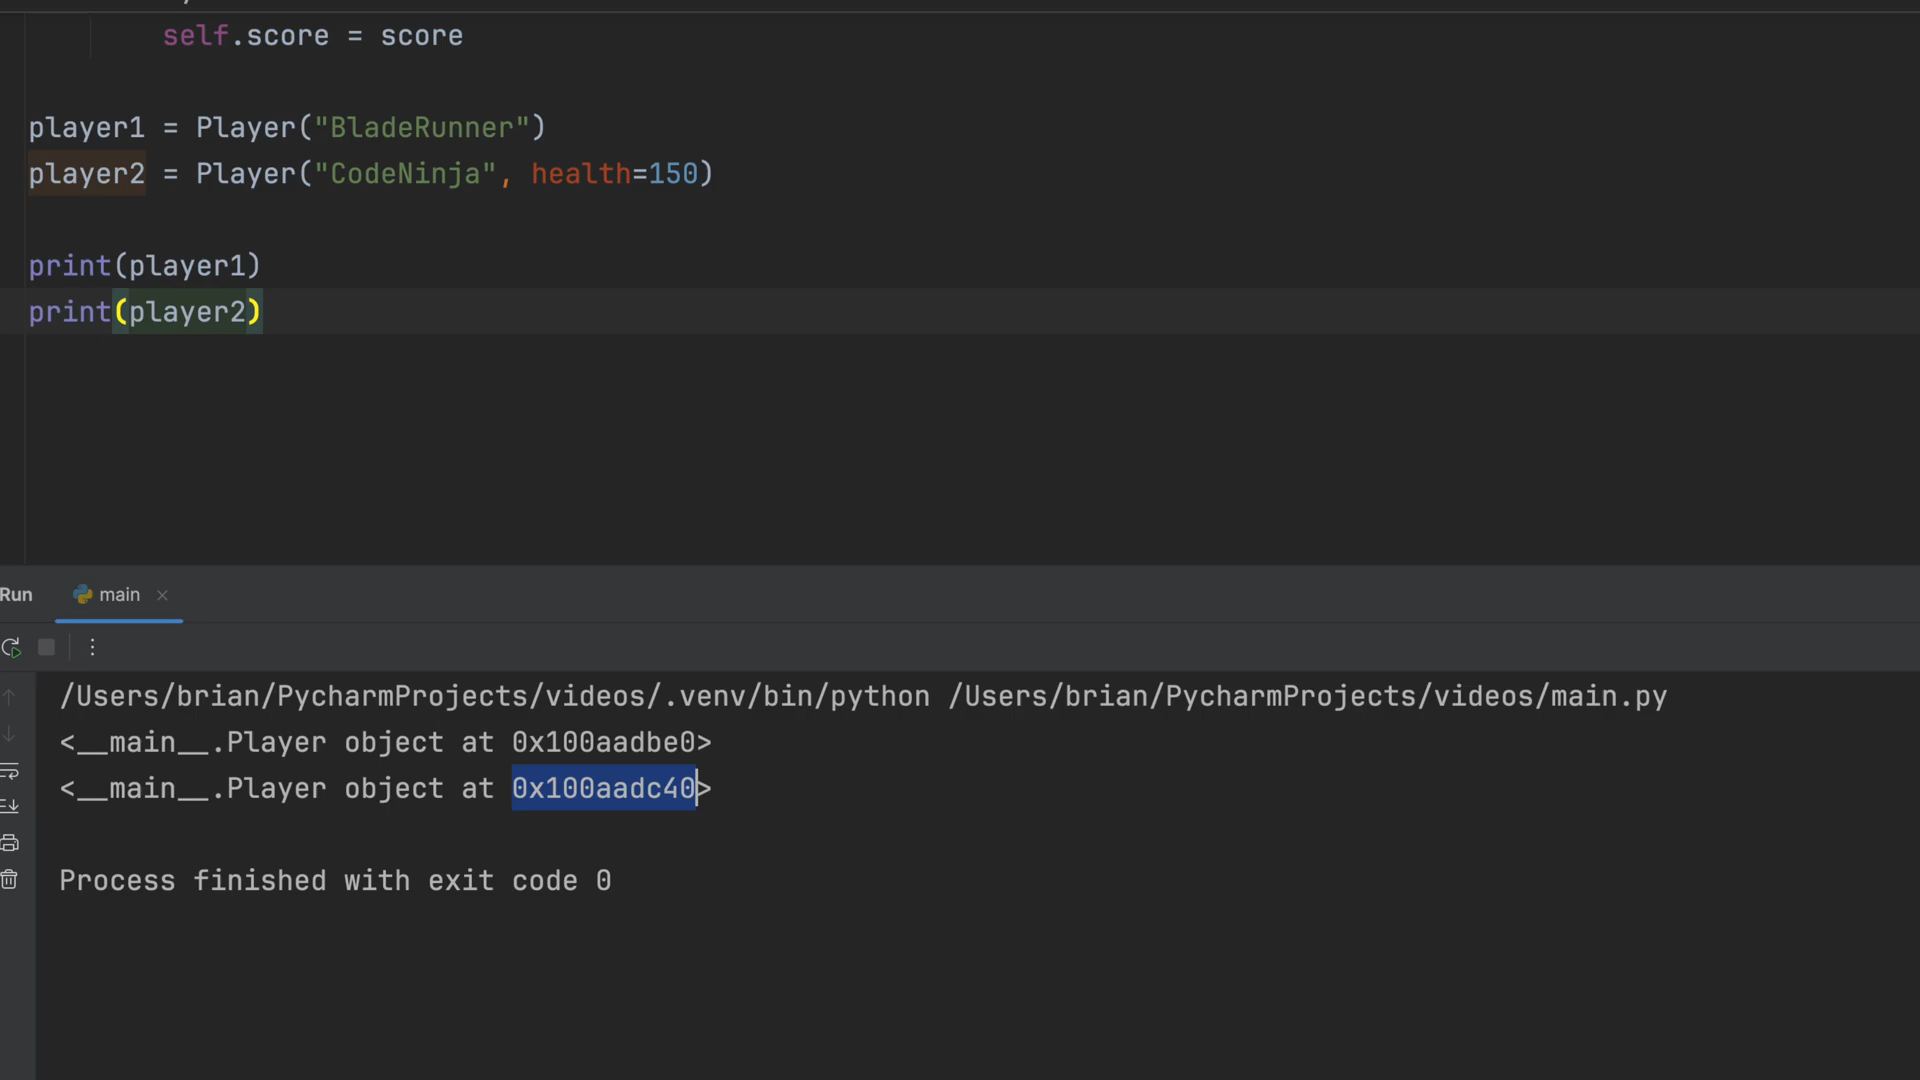 self.score = score
player1 = Player("BladeRunner")
player2 = Player("CodeNinja", health=150)
print(player1)
print(player2)
Run main
/Users/brian/PycharmProjects/videos/.venv/bin/python /Users/brian/PycharmProjects/videos/main.py
<__main__.Player object at 0x100aadbe0>
<__main__.Player object at 0x100aadc40>
Process finished with exit code 0